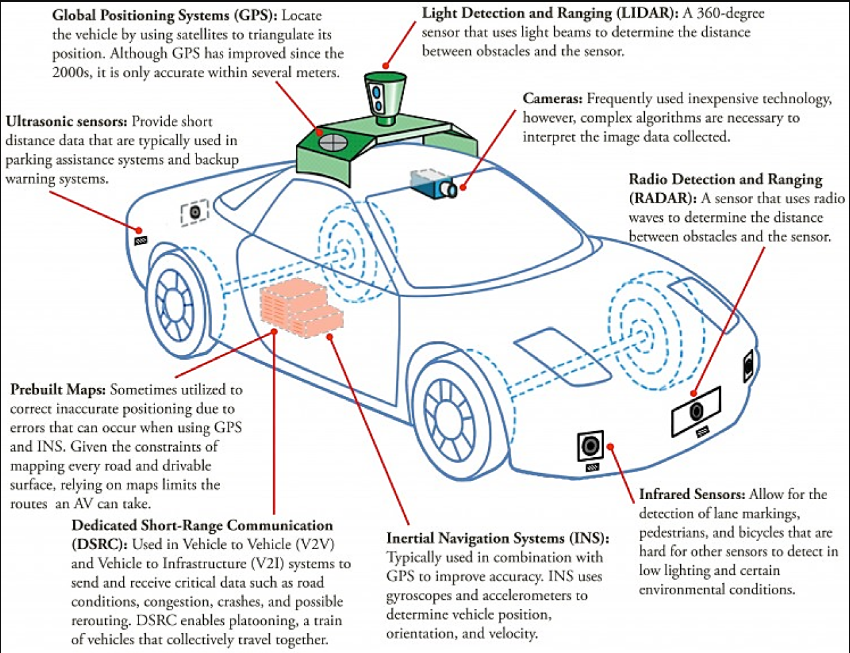 Global Positioning Systems (GPS): Locate
the vehicle by using satellites to triangulate its
position. Although GPS has improved since the
2000s, it is only accurate within several meters.
Light Detection and Ranging (LIDAR): A 360-degree
sensor that uses light beams to determine the distance
between obstacles and the sensor.
Ultrasonic sensors: Provide short
distance data that are typically used in
parking assistance systems and backup
warning systems.
Cameras: Frequently used inexpensive technology,
however, complex algorithms are necessary to
interpret the image data collected.
Radio Detection and Ranging
(RADAR): A sensor that uses radio
waves to determine the distance
between obstacles and the sensor.
Prebuilt Maps: Sometimes utilized to
correct inaccurate positioning due to
errors that can occur when using GPS
and INS. Given the constraints of
mapping every road and drivable
surface, relying on maps limits the
routes an AV can take.
Dedicated Short-Range Communication
(DSRC): Used in Vehicle to Vehicle (V2V)
and Vehicle to Infrastructure (V2I) systems to
send and receive critical data such as road
conditions, congestion, crashes, and possible
rerouting. DSRC enables platooning, a train
of vehicles that collectively travel together.
Inertial Navigation Systems (INS):
Typically used in combination with
GPS to improve accuracy. INS uses
gyroscopes and accelerometers to
determine vehicle position,
orientation, and velocity.
Infrared Sensors: Allow for the
detection of lane markings,
pedestrians, and bicycles that are
hard for other sensors to detect in
low lighting and certain
environmental conditions.